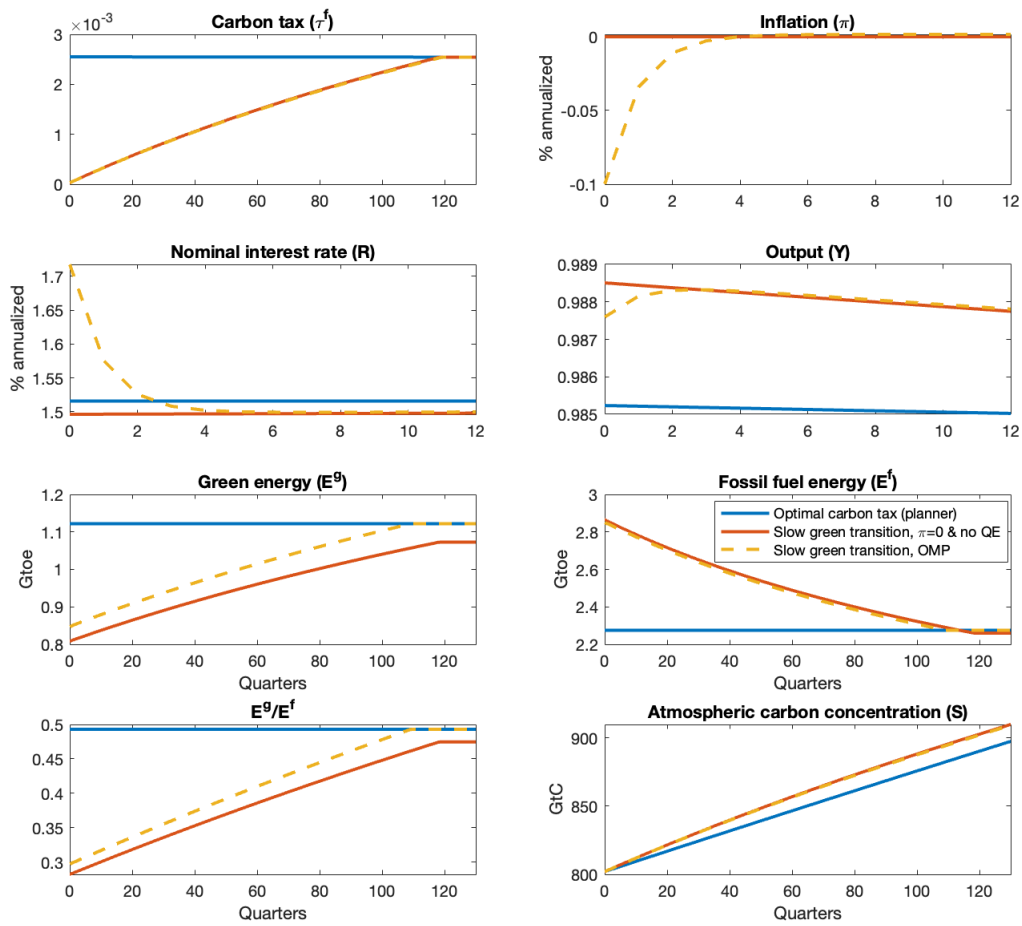 Carbon tax (τ^f)
×10^-3
3
2
1
0
0 20 40 60 80 100 120
Inflation (π)
% annualized
0
-0.05
-0.1
0 2 4 6 8 10 12
Nominal interest rate (R)
% annualized
1.7
1.65
1.6
1.55
1.5
0 2 4 6 8 10 12
Output (Y)
0.989
0.988
0.987
0.986
0.985
0 2 4 6 8 10 12
Green energy (E^g)
Gtoe
1.2
1.1
1
0.9
0.8
0 20 40 60 80 100 120
Quarters
Fossil fuel energy (E^f)
Gtoe
3
2.8
2.6
2.4
2.2
Optimal carbon tax (planner)
Slow green transition, π=0 & no QE
Slow green transition, OMP
0 20 40 60 80 100 120
Quarters
E^g/E^f
0.5
0.45
0.4
0.35
0.3
0 20 40 60 80 100 120
Quarters
Atmospheric carbon concentration (S)
GtC
900
850
800
0 20 40 60 80 100 120
Quarters